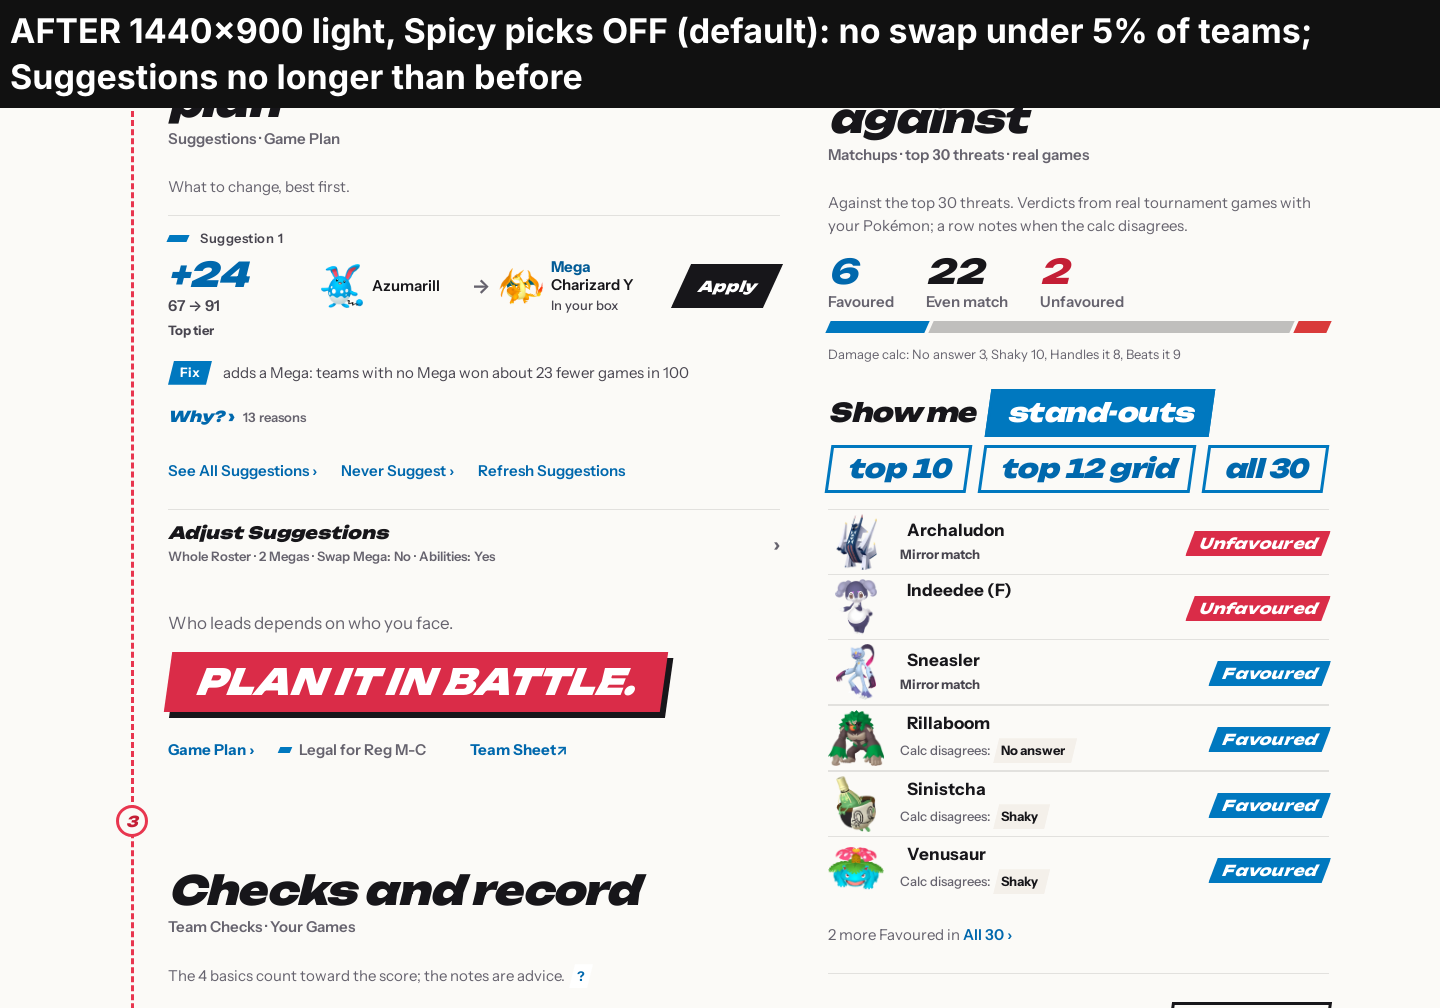 AFTER 1440×900 light, Spicy picks OFF (default): no swap under 5% of teams;
Suggestions no longer than before
plan
Suggestions · Game Plan
What to change, best first.
Suggestion 1
+24
67 → 91
Top tier
Azumarill
→
Mega
Charizard Y
In your box
Apply
Fix adds a Mega: teams with no Mega won about 23 fewer games in 100
Why? › 13 reasons
See All Suggestions › Never Suggest › Refresh Suggestions
Adjust Suggestions
Whole Roster · 2 Megas · Swap Mega: No · Abilities: Yes
›
Who leads depends on who you face.
PLAN IT IN BATTLE.
Game Plan › Legal for Reg M-C Team Sheet↗
3
Checks and record
Team Checks · Your Games
The 4 basics count toward the score; the notes are advice. ?
against
Matchups · top 30 threats · real games
Against the top 30 threats. Verdicts from real tournament games with
your Pokémon; a row notes when the calc disagrees.
6 22 2
Favoured Even match Unfavoured
Damage calc: No answer 3, Shaky 10, Handles it 8, Beats it 9
Show me stand-outs
top 10 top 12 grid all 30
Archaludon
Mirror match
Unfavoured
Indeedee (F)
Unfavoured
Sneasler
Mirror match
Favoured
Rillaboom
Calc disagrees: No answer
Favoured
Sinistcha
Calc disagrees: Shaky
Favoured
Venusaur
Calc disagrees: Shaky
Favoured
2 more Favoured in All 30 ›